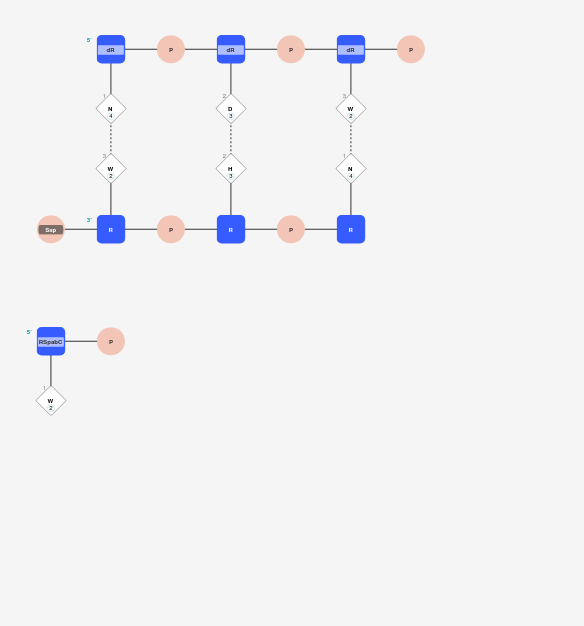 5' dR P dR P dR P
1 2 3
N D W
4 3 2
3 2 1
W H N
2 3 4
3' Ssp R P R P R
5' RSpabC P
1
W
2